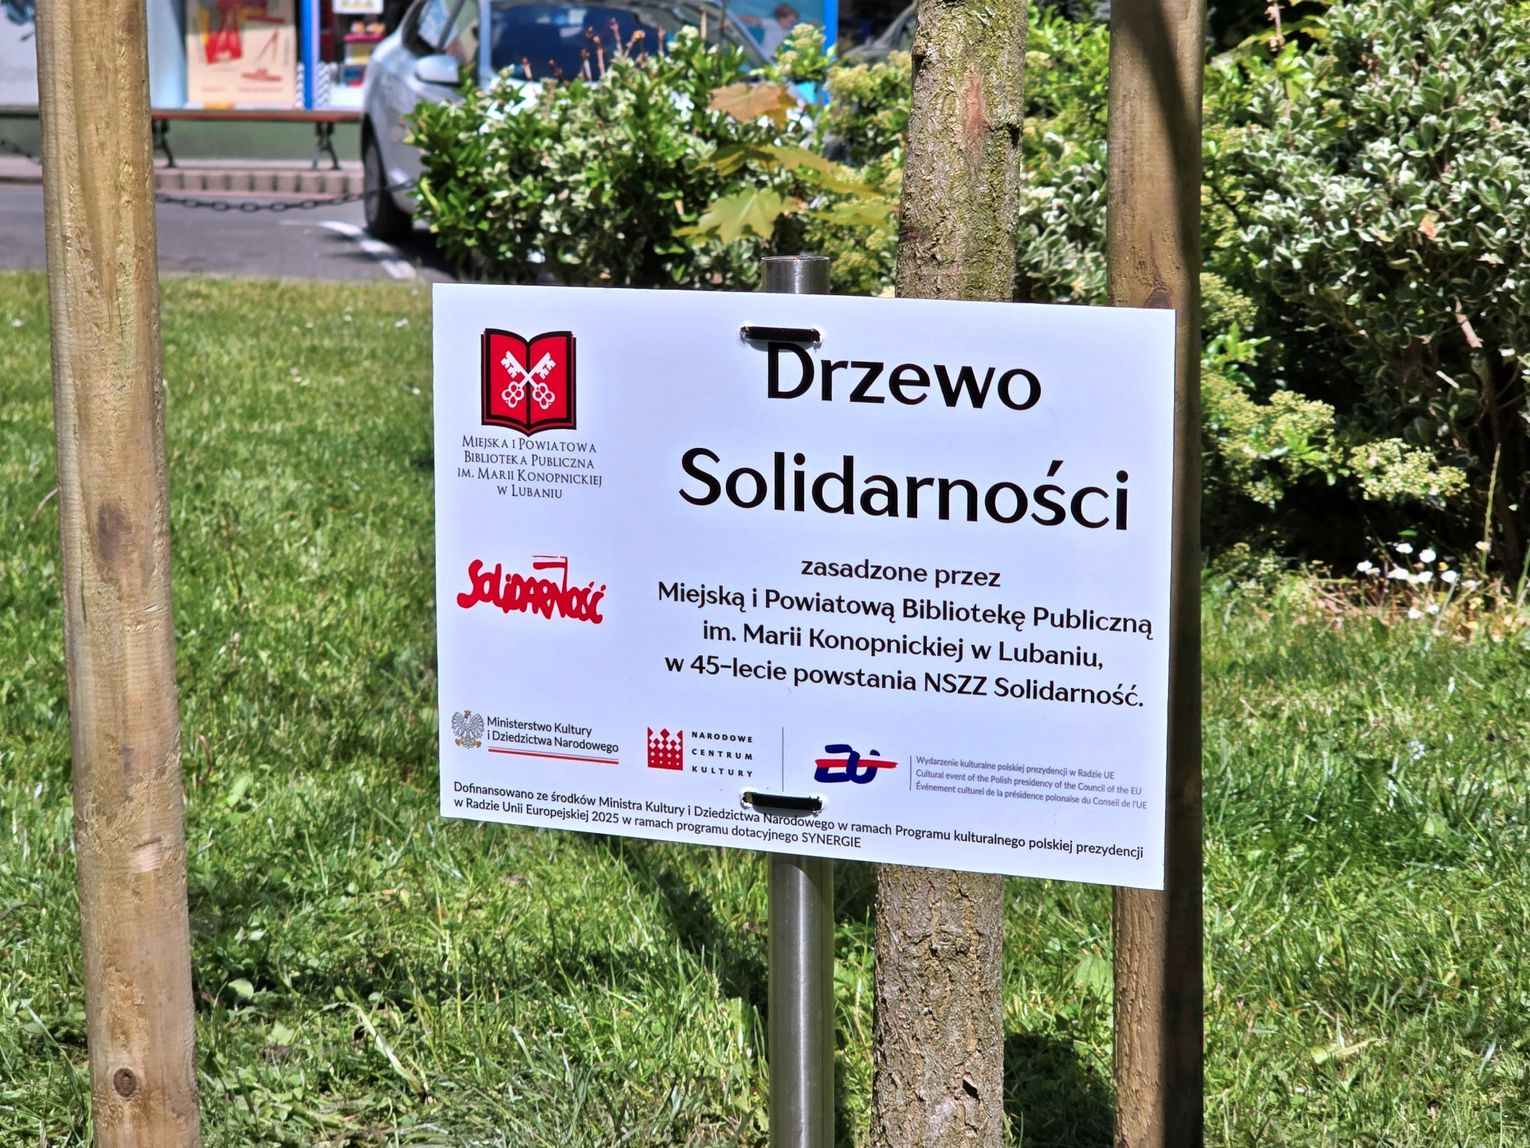 MIEJSKA I POWIATOWA
BIBLIOTEKA PUBLICZNA
IM. MARII KONOPNICKIEJ
W LUBANIU
SOLIDARNOŚĆ
Drzewo
Solidarności
zasadzone przez
Miejską i Powiatową Bibliotekę Publiczną
im. Marii Konopnickiej w Lubaniu,
w 45-lecie powstania NSZZ Solidarność.
Ministerstwo Kultury
i Dziedzictwa Narodowego
NARODOWE
CENTRUM
KULTURY
Wydarzenie kulturalne polskiej prezydencji w Radzie UE
Cultural event of the Polish presidency of the Council of the EU
Événement culturel de la présidence polonaise du Conseil de l'UE
Dofinansowano ze środków Ministra Kultury i Dziedzictwa Narodowego w ramach Programu kulturalnego polskiej prezydencji
w Radzie Unii Europejskiej 2025 w ramach programu dotacyjnego SYNERGIE